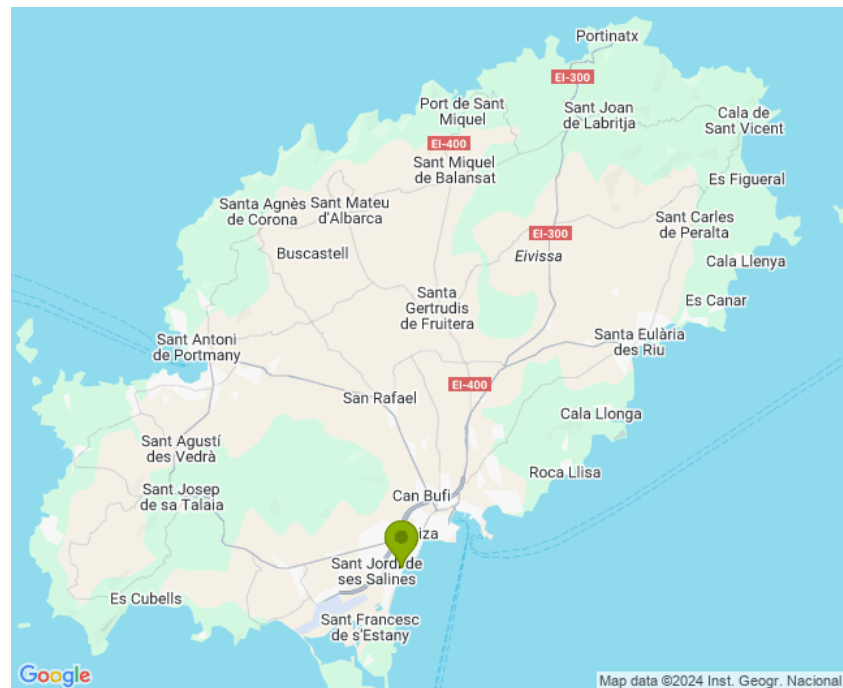 Portinatx
EI-300
Port de Sant
Miquel
Sant Joan
de Labritja
Cala de
Sant Vicent
EI-400
Sant Miquel
de Balansat
Es Figueral
Santa Agnès
de Corona
Sant Mateu
d'Albarca
Sant Carles
de Peralta
EI-300
Buscastell
Eivissa
Cala Llenya
Santa
Gertrudis
de Fruitera
Es Canar
Sant Antoni
de Portmany
Santa Eulària
des Riu
EI-400
San Rafael
Cala Llonga
Sant Agustí
des Vedrà
Roca Llisa
Sant Josep
de sa Talaia
Can Bufi
iza
Sant Jordi de
ses Salines
Es Cubells
Sant Francesc
de s'Estany
Google
Map data ©2024 Inst. Geogr. Nacional